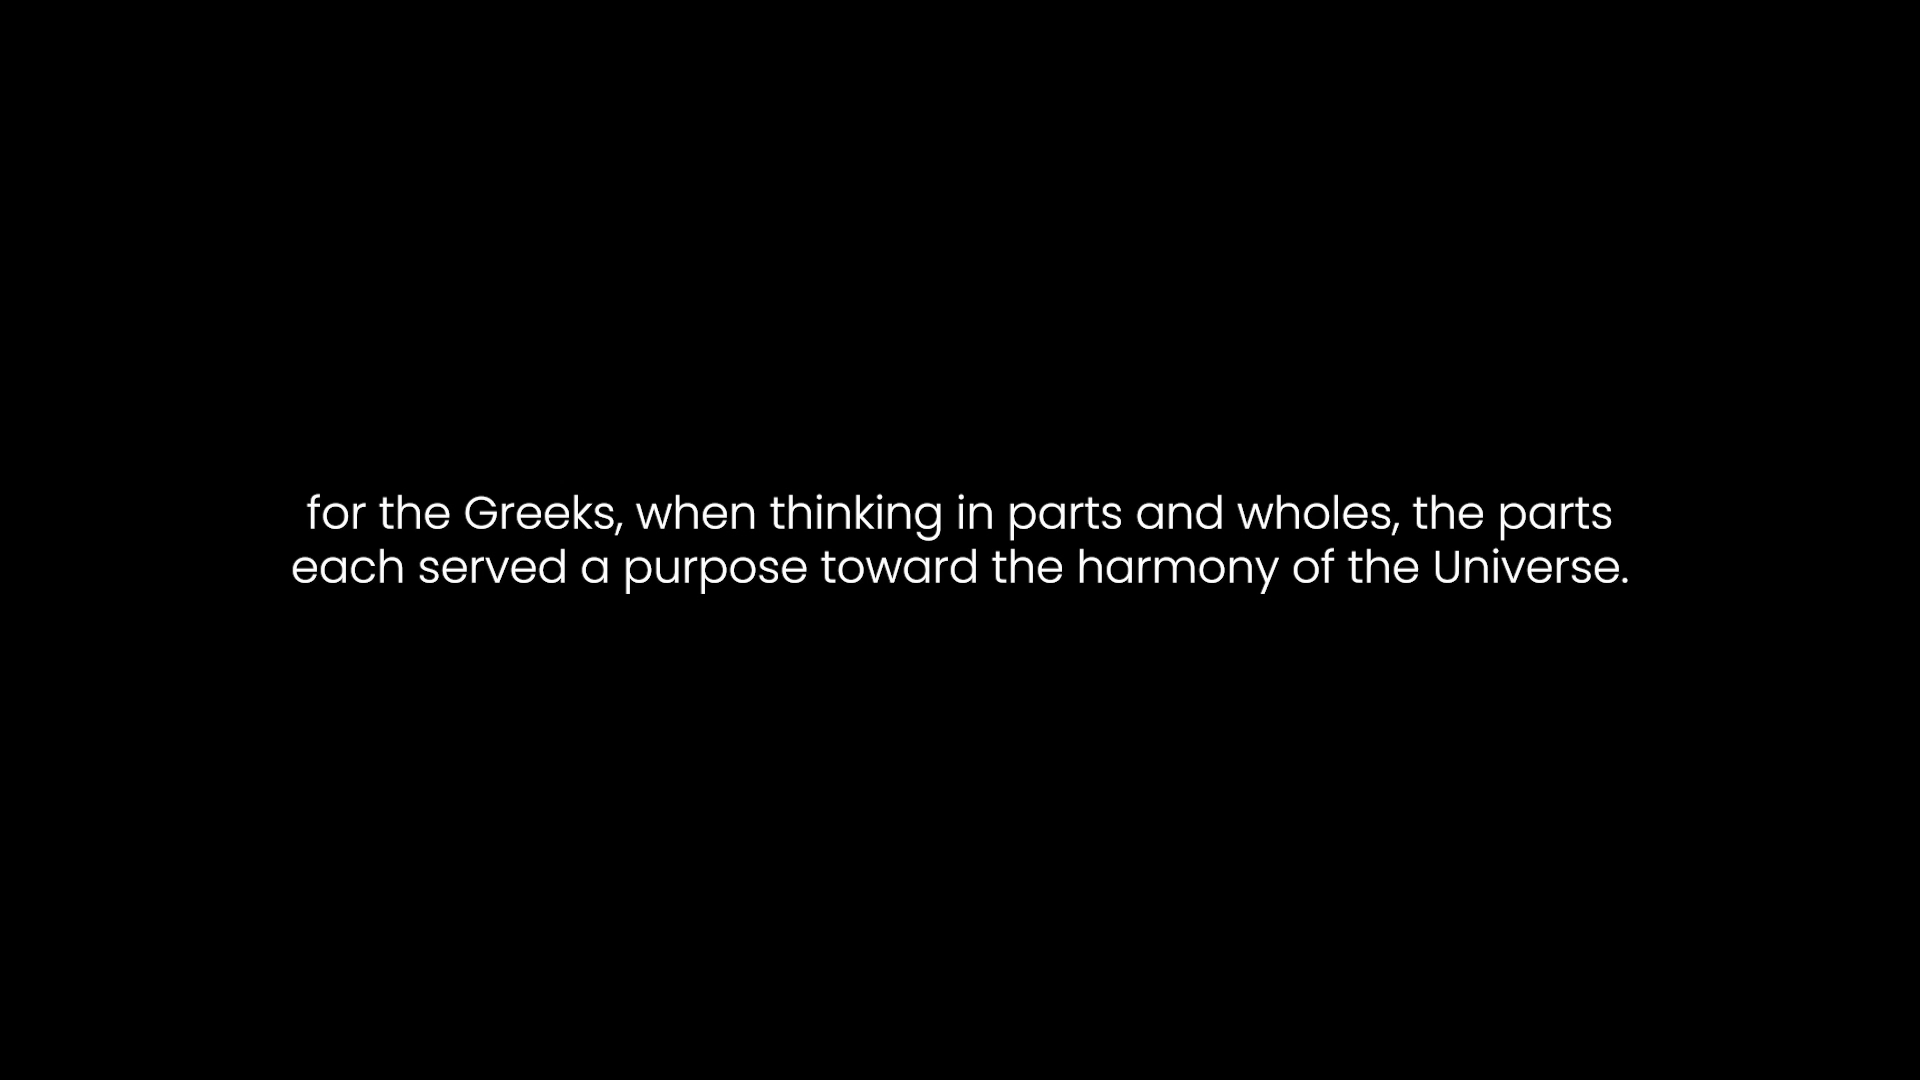 for the Greeks, when thinking in parts and wholes, the parts
each served a purpose toward the harmony of the Universe.